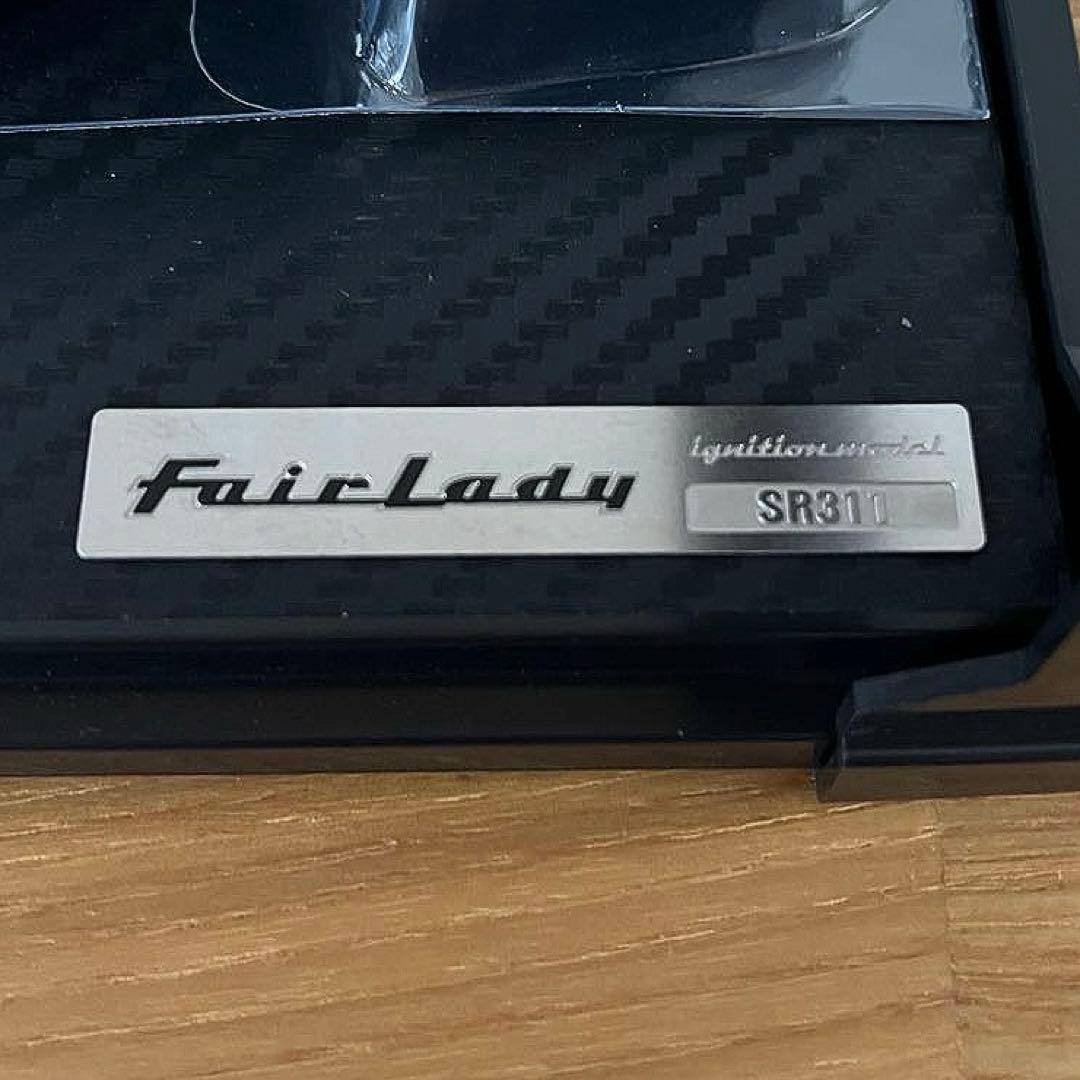 FairLady
ignition model
SR311